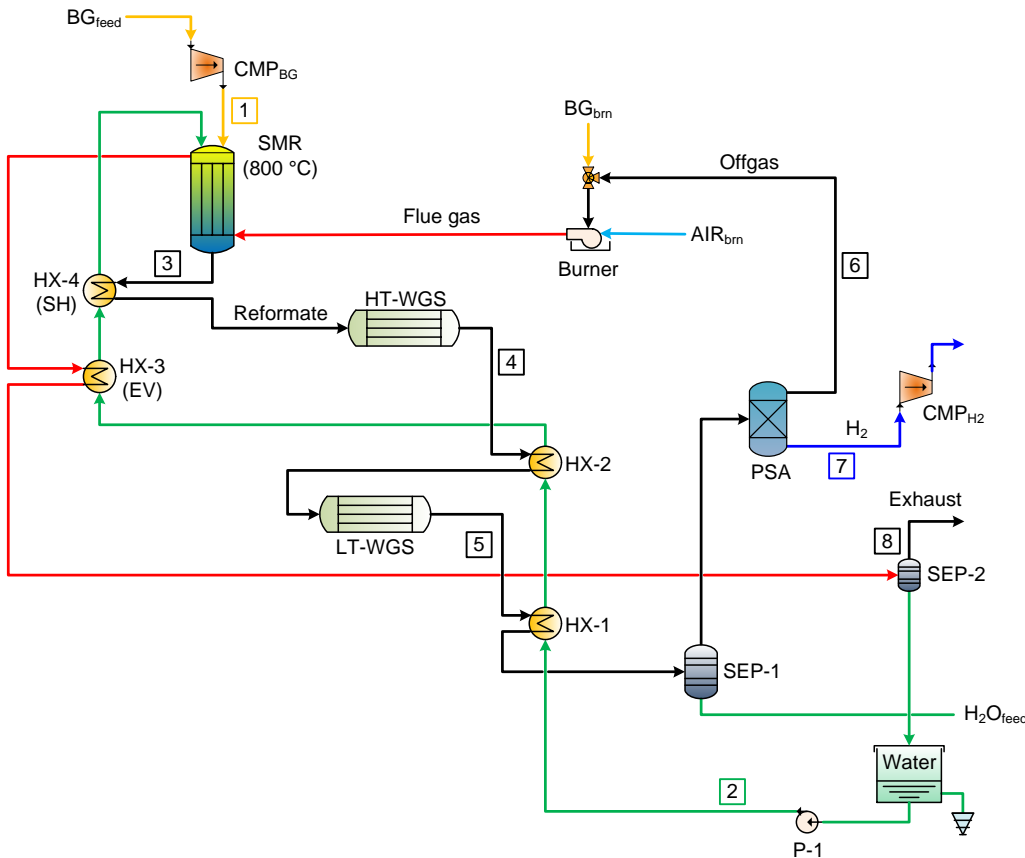 BGfeed
CMPBG
1
SMR
(800 °C)
BGbrn
Offgas
Flue gas
AIRbrn
Burner
6
3
HX-4
(SH)
HT-WGS
Reformate
4
HX-3
(EV)
CMPH2
H2
7
PSA
HX-2
Exhaust
8
SEP-2
LT-WGS
5
HX-1
SEP-1
H2Ofeed
Water
2
P-1